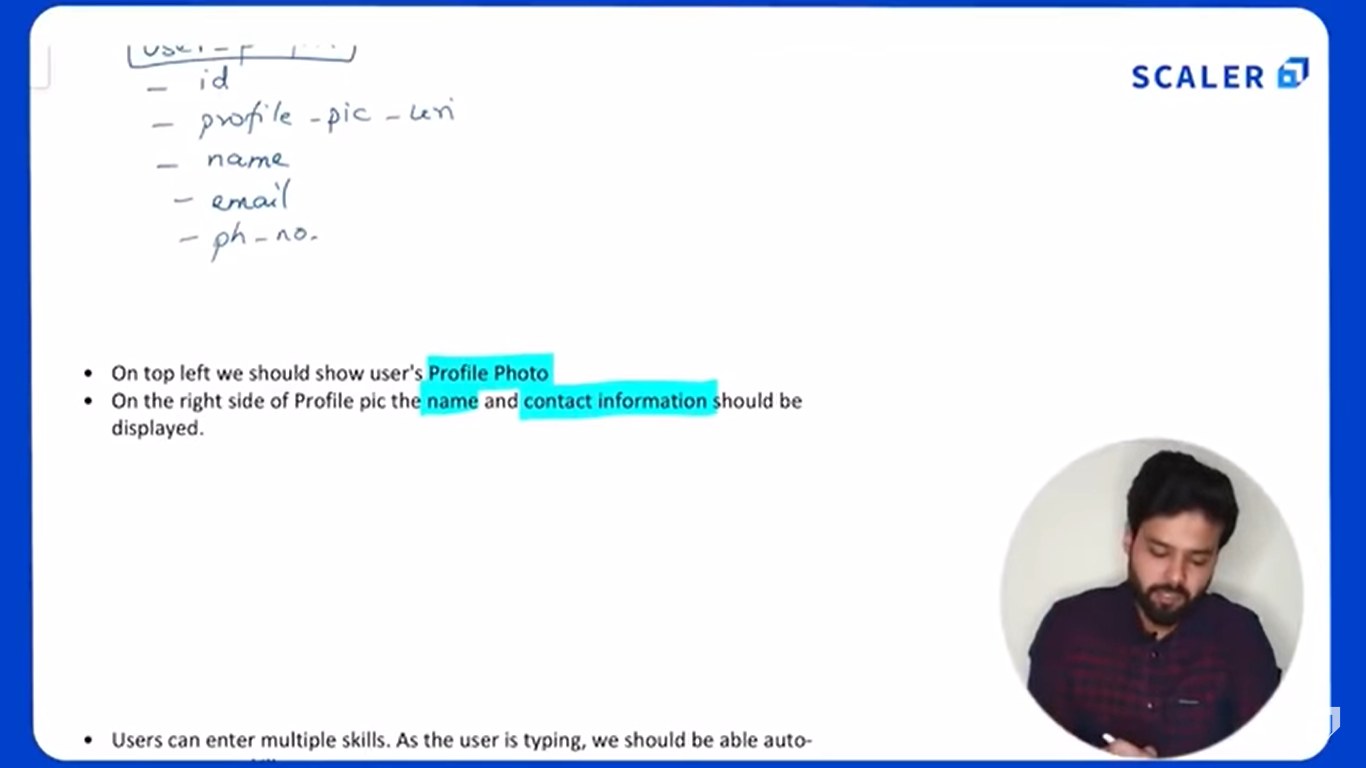 SCALER
- id
- profile - pic - uri
- name
- email
- ph - no.
• On top left we should show user's Profile Photo
• On the right side of Profile pic the name and contact information should be
displayed.
• Users can enter multiple skills. As the user is typing, we should be able auto-